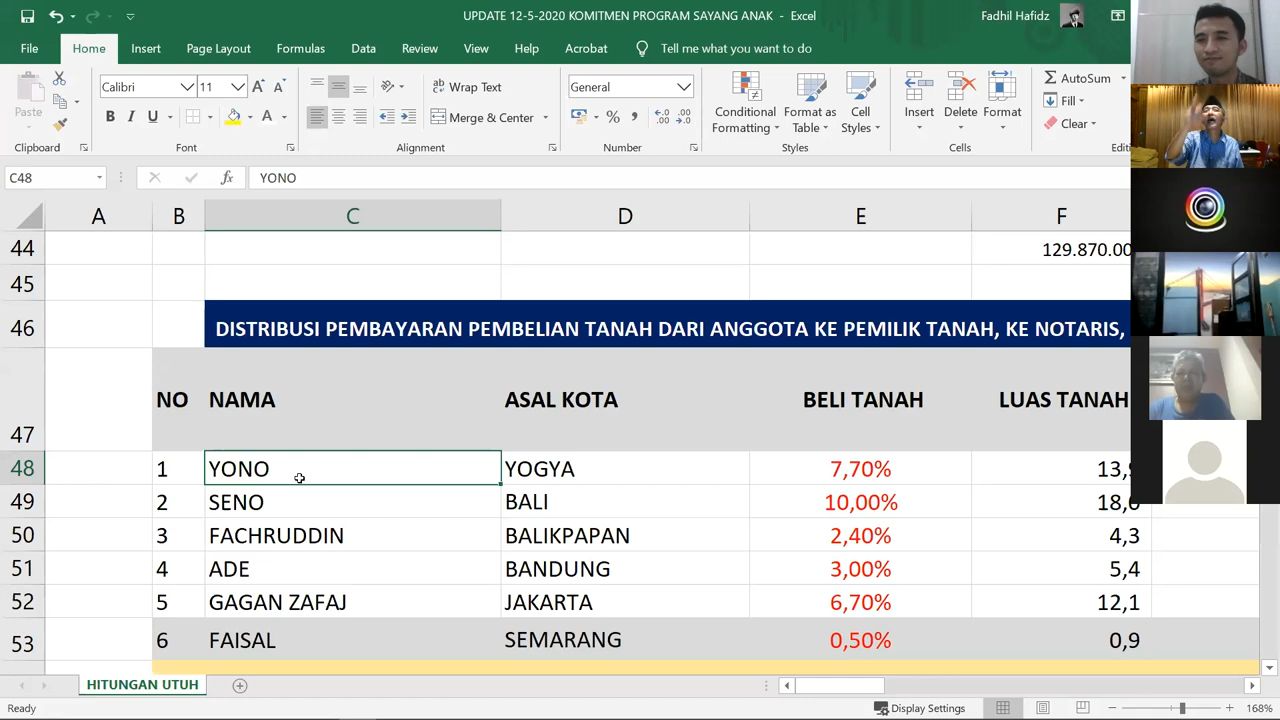 UPDATE 12-5-2020 KOMITMEN PROGRAM SAYANG ANAK - Excel
Fadhil Hafidz
File Home Insert Page Layout Formulas Data Review View Help Acrobat Tell me what you want to do
Paste
Calibri 11
B I U A
Wrap Text
Merge & Center
General
% ,
Conditional Formatting
Format as Table
Cell Styles
Insert
Delete
Format
AutoSum
Fill
Clear
Clipboard Font Alignment Number Styles Cells
C48 fx YONO
A B C D E F
44 129.870.00
45
46 DISTRIBUSI PEMBAYARAN PEMBELIAN TANAH DARI ANGGOTA KE PEMILIK TANAH, KE NOTARIS,
47 NO NAMA ASAL KOTA BELI TANAH LUAS TANAH
48 1 YONO YOGYA 7,70% 13,9
49 2 SENO BALI 10,00% 18,0
50 3 FACHRUDDIN BALIKPAPAN 2,40% 4,3
51 4 ADE BANDUNG 3,00% 5,4
52 5 GAGAN ZAFAJ JAKARTA 6,70% 12,1
53 6 FAISAL SEMARANG 0,50% 0,9
HITUNGAN UTUH
Ready Display Settings 168%